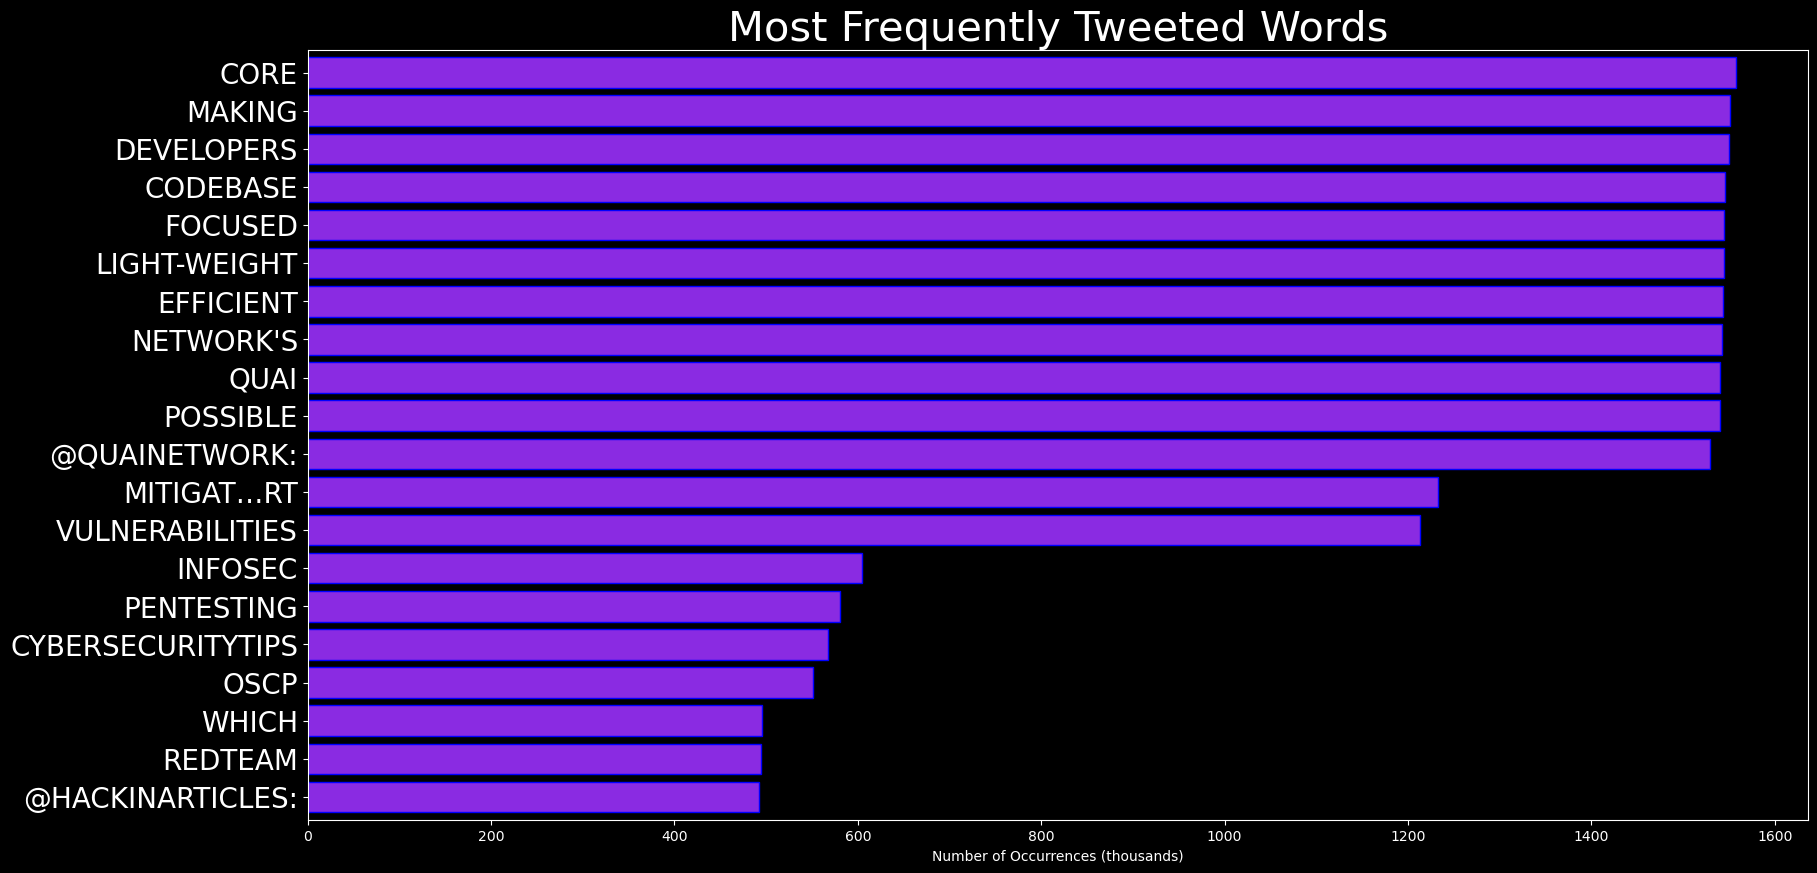 Most Frequently Tweeted Words
CORE
MAKING
DEVELOPERS
CODEBASE
FOCUSED
LIGHT-WEIGHT
EFFICIENT
NETWORK'S
QUAI
POSSIBLE
@QUAINETWORK:
MITIGAT…RT
VULNERABILITIES
INFOSEC
PENTESTING
CYBERSECURITYTIPS
OSCP
WHICH
REDTEAM
@HACKINARTICLES:
0 200 400 600 800 1000 1200 1400 1600
Number of Occurrences (thousands)